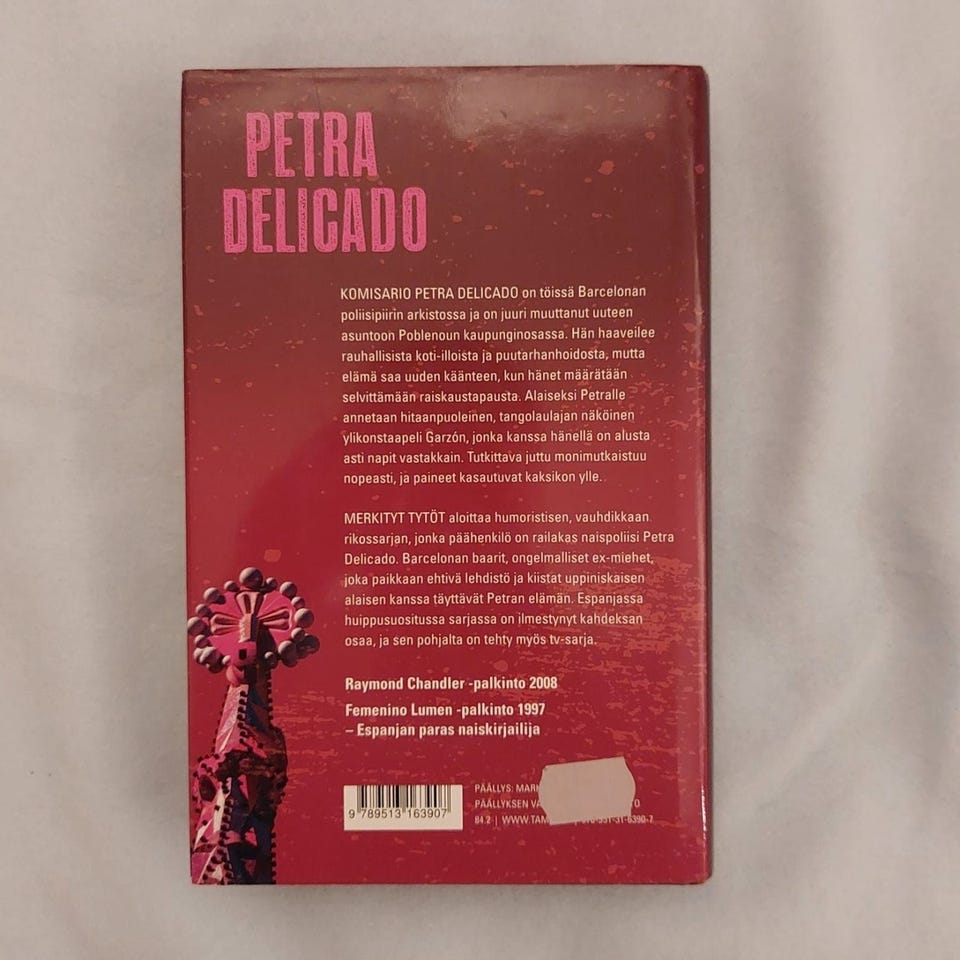 PETRA
DELICADO
KOMISARIO PETRA DELICADO on töissä Barcelonan
poliisipiirin arkistossa ja on juuri muuttanut uuteen
asuntoon Poblenoun kaupunginosassa. Hän haaveilee
rauhallisista koti-illoista ja puutarhanhoidosta, mutta
elämä saa uuden käänteen, kun hänet määrätään
selvittämään raiskaustapausta. Alaiseksi Petralle
annetaan hitaanpuoleinen, tangolaulajan näköinen
ylikonstaapeli Garzón, jonka kanssa hänellä on alusta
asti napit vastakkain. Tutkittava juttu monimutkaistuu
nopeasti, ja paineet kasautuvat kaksikon ylle.
MERKITYT TYTÖT aloittaa humoristisen, vauhdikkaan
rikossarjan, jonka päähenkilö on railakas naispoliisi Petra
Delicado. Barcelonan baarit, ongelmalliset ex-miehet,
joka paikkaan ehtivä lehdistö ja kiistat uppiniskaisen
alaisen kanssa täyttävät Petran elämän. Espanjassa
huippusuositussa sarjassa on ilmestynyt kahdeksan
osaa, ja sen pohjalta on tehty myös tv-sarja.
Raymond Chandler -palkinto 2008
Femenino Lumen -palkinto 1997
– Espanjan paras naiskirjailija
PÄÄLLYS:
PÄÄLLYKSEN
84.2 | 978-951-31-6390-7
9 789513 163907